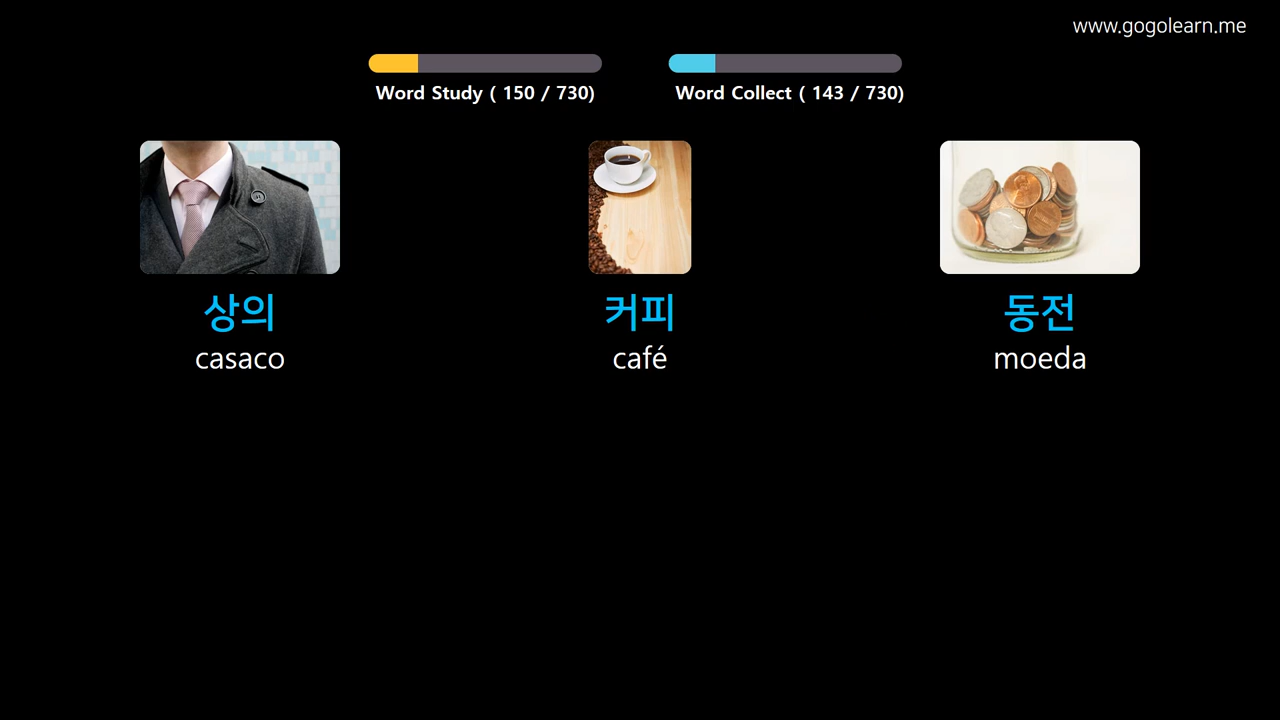 www.gogolearn.me
Word Study ( 150 / 730)
Word Collect ( 143 / 730)
상의
casaco
커피
café
동전
moeda